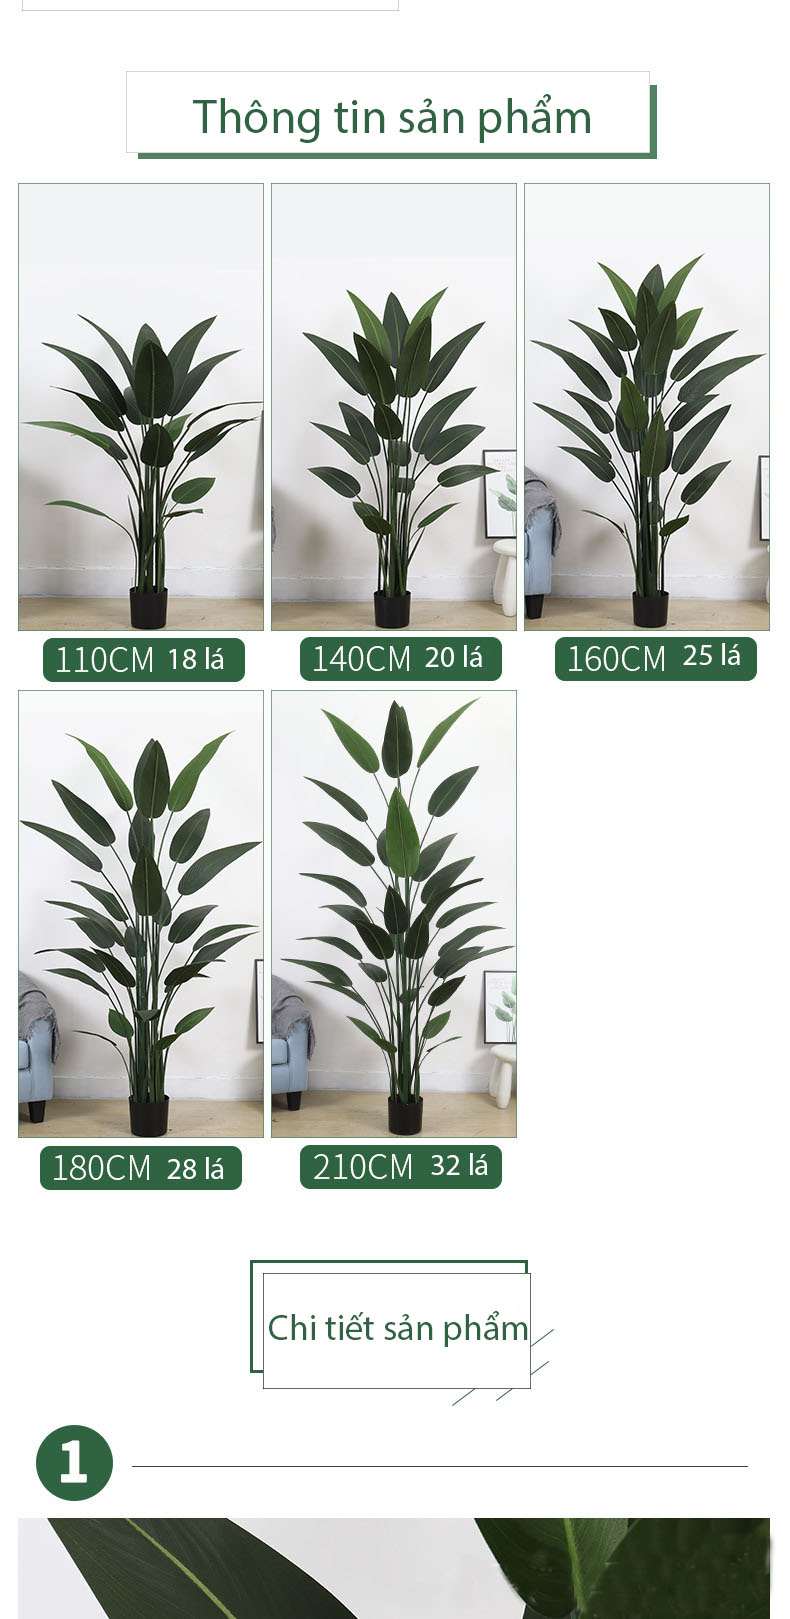 Thông tin sản phẩm
110CM 18 lá
140CM 20 lá
160CM 25 lá
180CM 28 lá
210CM 32 lá
Chi tiết sản phẩm
1